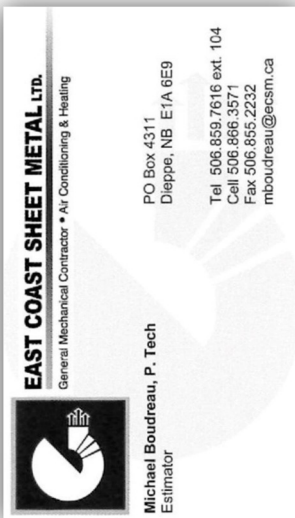 EAST COAST SHEET METAL LTD.
General Mechanical Contractor • Air Conditioning & Heating
Michael Boudreau, P. Tech
Estimator
PO Box 4311
Dieppe, NB E1A 6E9
Tel 506.859.7616 ext. 104
Cell 506.866.3571
Fax 506.855.2232
mboudreau@ecsm.ca